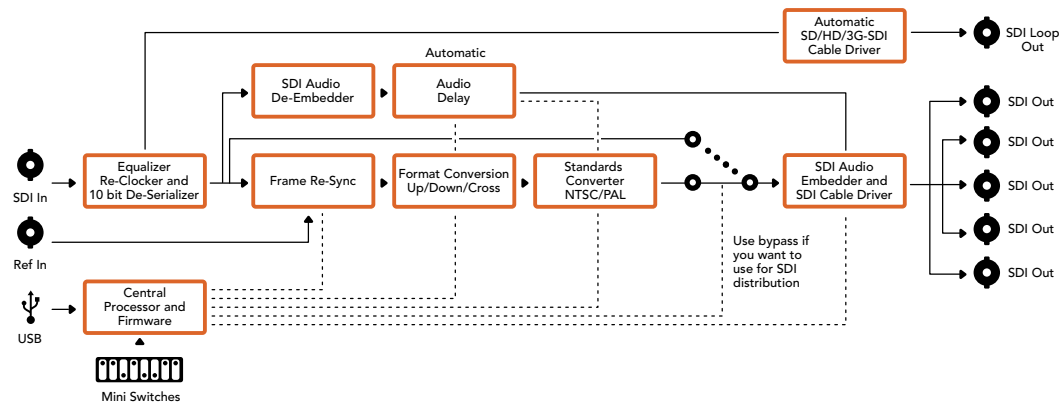 Automatic
SD/HD/3G-SDI
Cable Driver
SDI Loop
Out
Automatic
SDI Audio
De-Embedder
Audio
Delay
SDI Out
SDI Out
SDI Out
SDI Out
SDI Out
SDI In
Equalizer
Re-Clocker and
10 bit De-Serializer
Frame Re-Sync
Format Conversion
Up/Down/Cross
Standards
Converter
NTSC/PAL
SDI Audio
Embedder and
SDI Cable Driver
Ref In
Use bypass if
you want to
use for SDI
distribution
USB
Central
Processor and
Firmware
Mini Switches